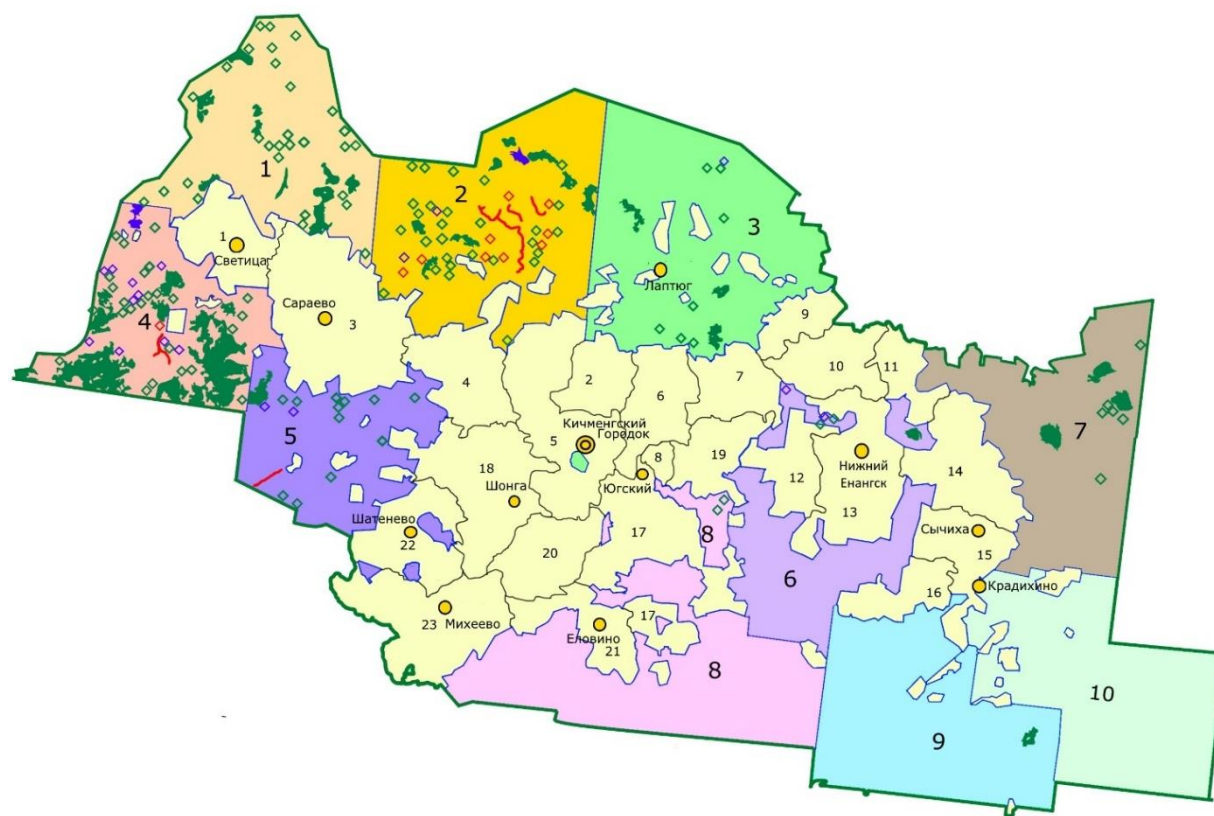 1
2
3
1
Светица
Лаптюг
Сараево
3
9
4
4
2
6
7
10
11
7
5
Кичменгский
Городок
5
18
8
19
Нижний
Енангск
12
14
Шонга
Югский
13
Шатенево
22
17
8
Сычиха
20
15
6
16
Крадихино
23 Михеево
Еловино
17
21
8
10
9